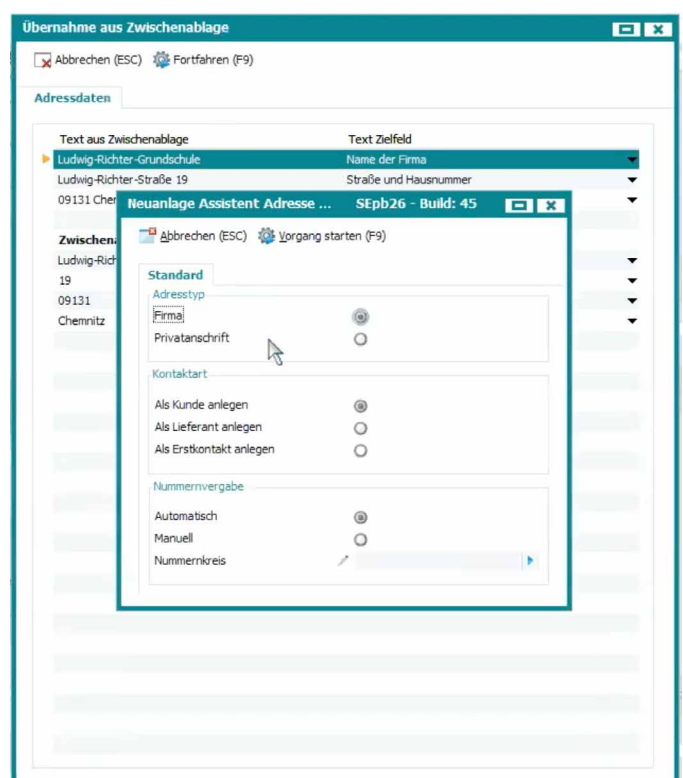 Übernahme aus Zwischenablage
Abbrechen (ESC) Fortfahren (F9)
Adressdaten
Text aus Zwischenablage Text Zielfeld
Ludwig-Richter-Grundschule Name der Firma
Ludwig-Richter-Straße 19 Straße und Hausnummer
09131
Neuanlage Assistent Adresse ... SEpb26 - Build: 45
Abbrechen (ESC) Vorgang starten (F9)
Standard
Adresstyp
Firma
Privatanschrift
Kontaktart
Als Kunde anlegen
Als Lieferant anlegen
Als Erstkontakt anlegen
Nummernvergabe
Automatisch
Manuell
Nummernkreis
19
09131
Chemnitz